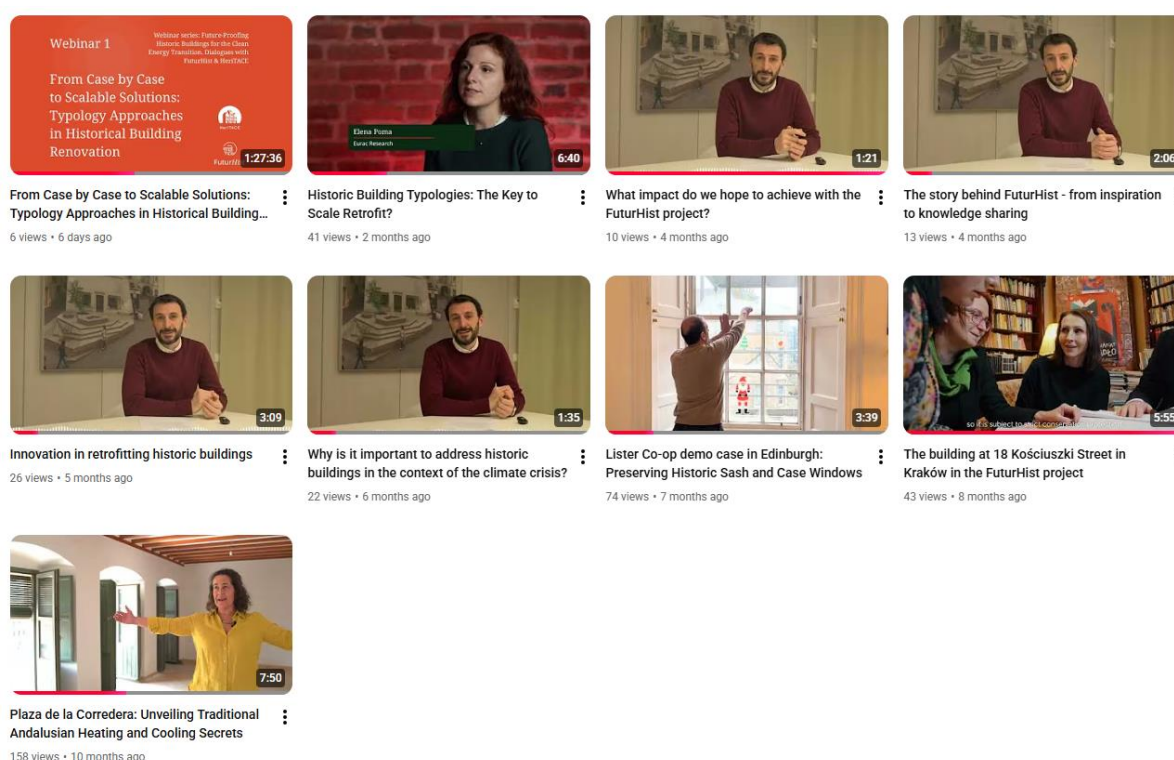 Webinar 1
Webinar series: Future-Proofing
Historic Buildings for the Clean
Energy Transition. Dialogues with
FuturHist & HeriTACE
From Case by Case
to Scalable Solutions:
Typology Approaches
in Historical Building
Renovation
HeriTACE
1:27:36
Elena Poma
Eurac Research
6:40
1:21
2:06
From Case by Case to Scalable Solutions:
Typology Approaches in Historical Building...
6 views • 6 days ago
Historic Building Typologies: The Key to
Scale Retrofit?
41 views • 2 months ago
What impact do we hope to achieve with the
FuturHist project?
10 views • 4 months ago
The story behind FuturHist - from inspiration
to knowledge sharing
13 views • 4 months ago
3:09
1:35
3:39
so it is subject to strict conservation
5:55
Innovation in retrofitting historic buildings
26 views • 5 months ago
Why is it important to address historic
buildings in the context of the climate crisis?
22 views • 6 months ago
Lister Co-op demo case in Edinburgh:
Preserving Historic Sash and Case Windows
74 views • 7 months ago
The building at 18 Kościuszki Street in
Kraków in the FuturHist project
43 views • 8 months ago
7:50
Plaza de la Corredera: Unveiling Traditional
Andalusian Heating and Cooling Secrets
158 views • 10 months ago